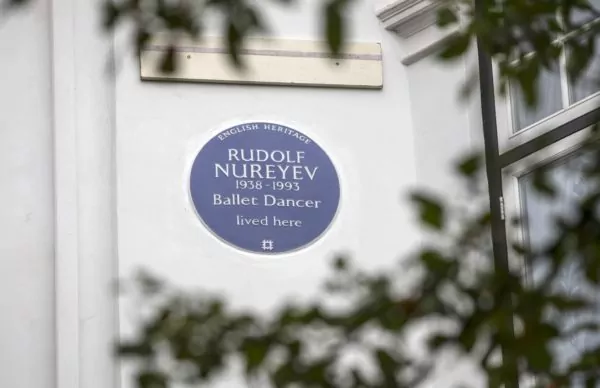 ENGLISH HERITAGE
RUDOLF
NUREYEV
1938-1993
Ballet Dancer
lived here